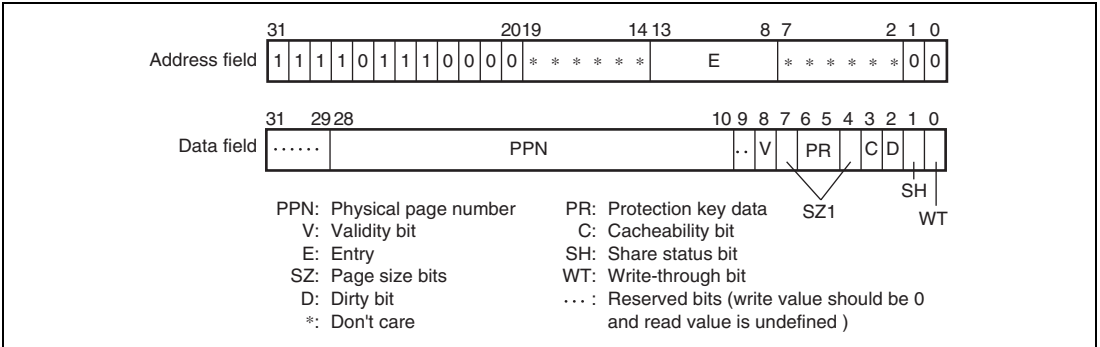 31 2019 14 13 8 7 2 1 0
Address field 1 1 1 1 0 1 1 1 0 0 0 0 * * * * * * E * * * * * * 0 0
31 29 28 10 9 8 7 6 5 4 3 2 1 0
Data field ...... PPN .. V PR C D
SZ1 SH WT
PPN: Physical page number PR: Protection key data
V: Validity bit C: Cacheability bit
E: Entry SH: Share status bit
SZ: Page size bits WT: Write-through bit
D: Dirty bit ... : Reserved bits (write value should be 0
*: Don't care and read value is undefined )